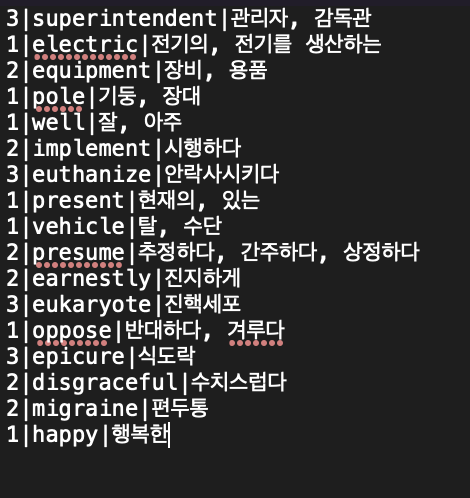 3|superintendent|관리자, 감독관
1|electric|전기의, 전기를 생산하는
2|equipment|장비, 용품
1|pole|기둥, 장대
1|well|잘, 아주
2|implement|시행하다
3|euthanize|안락사시키다
1|present|현재의, 있는
1|vehicle|탈, 수단
2|presume|추정하다, 간주하다, 상정하다
2|earnestly|진지하게
3|eukaryote|진핵세포
1|oppose|반대하다, 겨루다
3|epicure|식도락
2|disgraceful|수치스럽다
2|migraine|편두통
1|happy|행복한